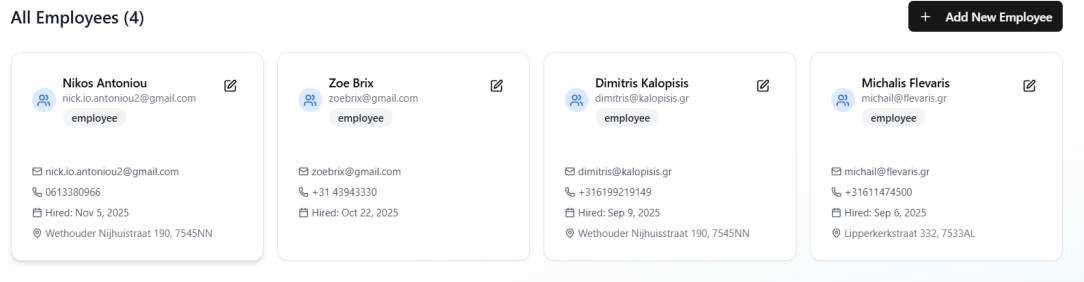 All Employees (4)
+ Add New Employee
Nikos Antoniou
nick.io.antoniou2@gmail.com
employee
nick.io.antoniou2@gmail.com
0613380966
Hired: Nov 5, 2025
Wethouder Nijhuistraat 190, 7545NN
Zoe Brix
zoebrix@gmail.com
employee
zoebrix@gmail.com
+31 43943330
Hired: Oct 22, 2025
Dimitris Kalopisis
dimitris@kalopisis.gr
employee
dimitris@kalopisis.gr
+316199219149
Hired: Sep 9, 2025
Wethouder Nijhuisstraat 190, 7545NN
Michalis Flevaris
michail@flevaris.gr
employee
michail@flevaris.gr
+31611474500
Hired: Sep 6, 2025
Lipperkerkstraat 332, 7533AL